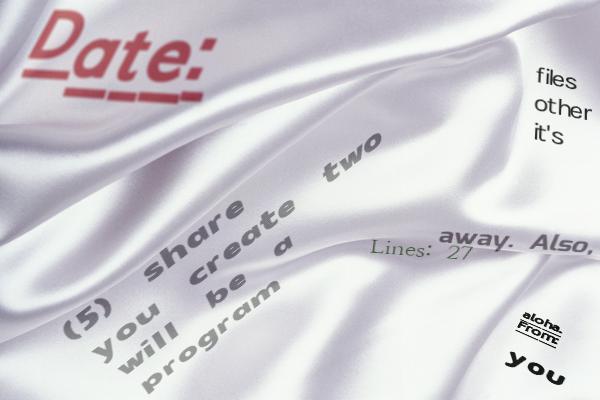 Date:
files
other
it's
(5) share
you create two
will be a
program
away. Also,
Lines: 27
aloha.
From:
you